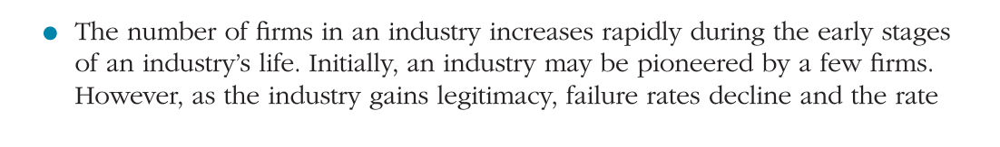 • The number of firms in an industry increases rapidly during the early stages
of an industry’s life. Initially, an industry may be pioneered by a few firms.
However, as the industry gains legitimacy, failure rates decline and the rate